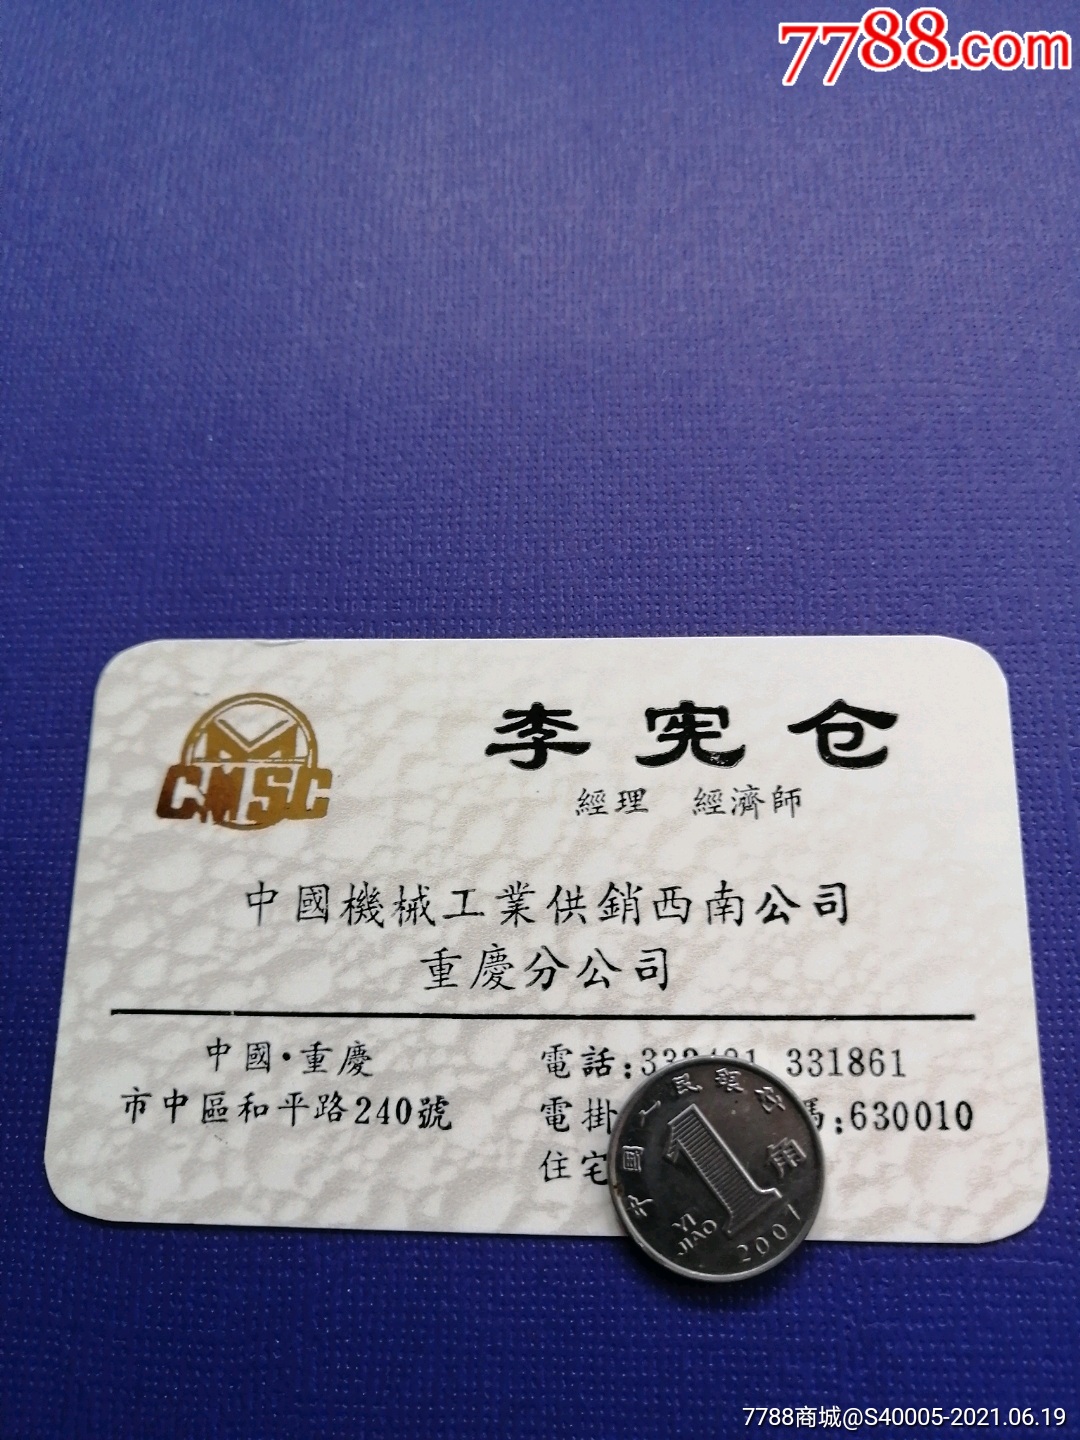 7788.com
CMSC
李宪仓
經理 經濟師
中國機械工業供銷西南公司
重慶分公司
中國·重慶
市中區和平路240號
電話: 331861
電掛 :630010
住宅
中國人民銀行
1角
YI JIAO
2001
7788商城@S40005-2021.06.19